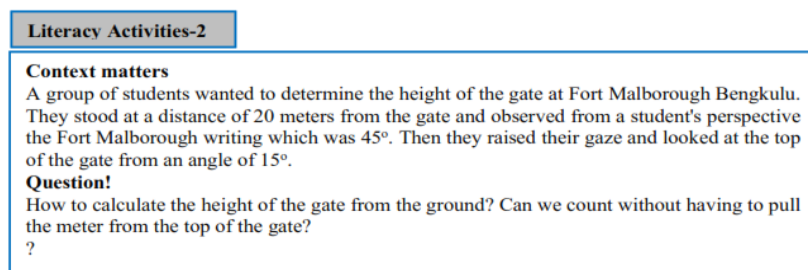 Literacy Activities-2
Context matters
A group of students wanted to determine the height of the gate at Fort Malborough Bengkulu.
They stood at a distance of 20 meters from the gate and observed from a student's perspective
the Fort Malborough writing which was 45º. Then they raised their gaze and looked at the top
of the gate from an angle of 15º.
Question!
How to calculate the height of the gate from the ground? Can we count without having to pull
the meter from the top of the gate?
?